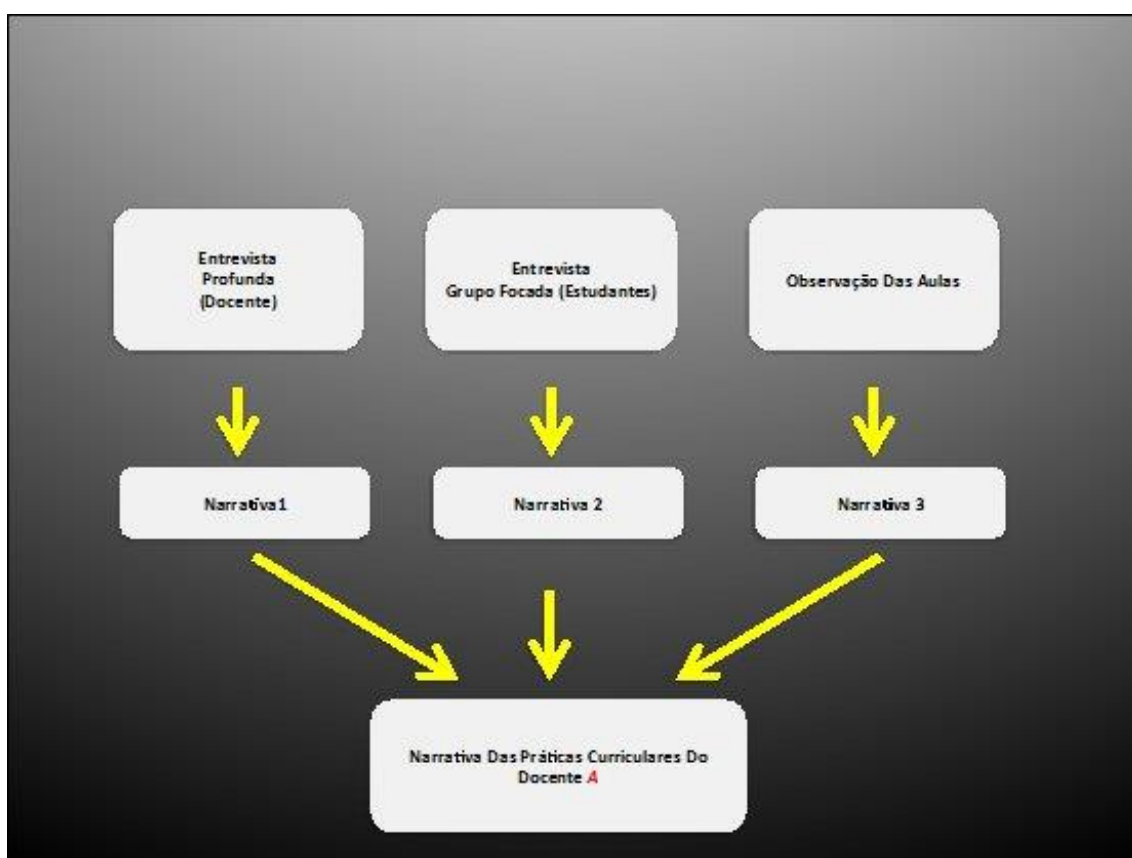 Entrevista
Profunda
(Docente)
Entrevista
Grupo Focada (Estudantes)
Observação Das Aulas
Narrativa1
Narrativa 2
Narrativa 3
Narrativa Das Práticas Curriculares Do
Docente A